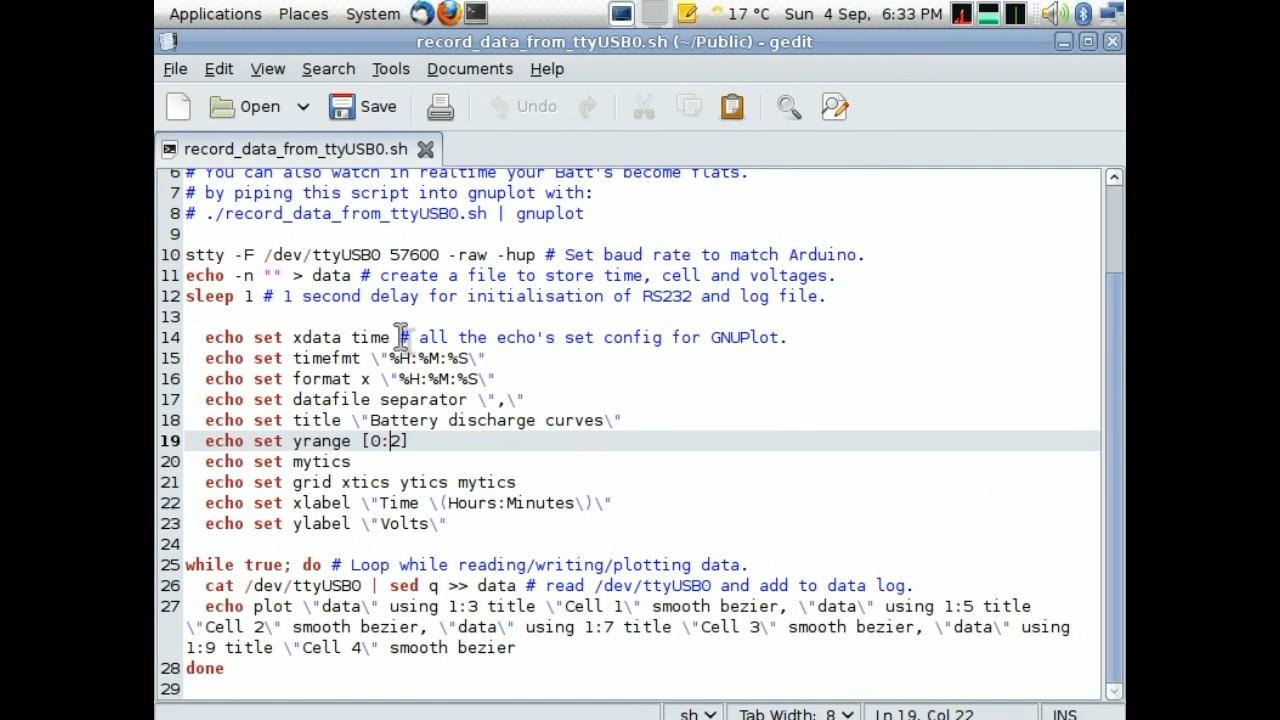 Applications Places System 17 °C Sun 4 Sep, 6:33 PM
record_data_from_ttyUSB0.sh (~/Public) - gedit
File Edit View Search Tools Documents Help
Open Save Undo
record_data_from_ttyUSB0.sh
6 # You can also watch in realtime your Batt's become flats.
7 # by piping this script into gnuplot with:
8 # ./record_data_from_ttyUSB0.sh | gnuplot
9
10 stty -F /dev/ttyUSB0 57600 -raw -hup # Set baud rate to match Arduino.
11 echo -n "" > data # create a file to store time, cell and voltages.
12 sleep 1 # 1 second delay for initialisation of RS232 and log file.
13
14 echo set xdata time # all the echo's set config for GNUPlot.
15 echo set timefmt \"%H:%M:%S\"
16 echo set format x \"%H:%M:%S\"
17 echo set datafile separator \",\"
18 echo set title \"Battery discharge curves\"
19 echo set yrange [0:2]
20 echo set mytics
21 echo set grid xtics ytics mytics
22 echo set xlabel \"Time \(Hours:Minutes\)\"
23 echo set ylabel \"Volts\"
24
25 while true; do # Loop while reading/writing/plotting data.
26 cat /dev/ttyUSB0 | sed q >> data # read /dev/ttyUSB0 and add to data log.
27 echo plot \"data\" using 1:3 title \"Cell 1\" smooth bezier, \"data\" using 1:5 title
\"Cell 2\" smooth bezier, \"data\" using 1:7 title \"Cell 3\" smooth bezier, \"data\" using
1:9 title \"Cell 4\" smooth bezier
28 done
29
sh Tab Width: 8 Ln 19, Col 22 INS